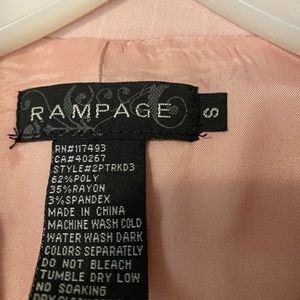 RAMPAGE
S
RN#117493
CA#40267
STYLE#2PTRKD3
62%POLY
35%RAYON
3%SPANDEX
MADE IN CHINA
MACHINE WASH COLD
WATER WASH DARK
COLORS SEPARATELY
DO NOT BLEACH
TUMBLE DRY LOW
NO SOAKING